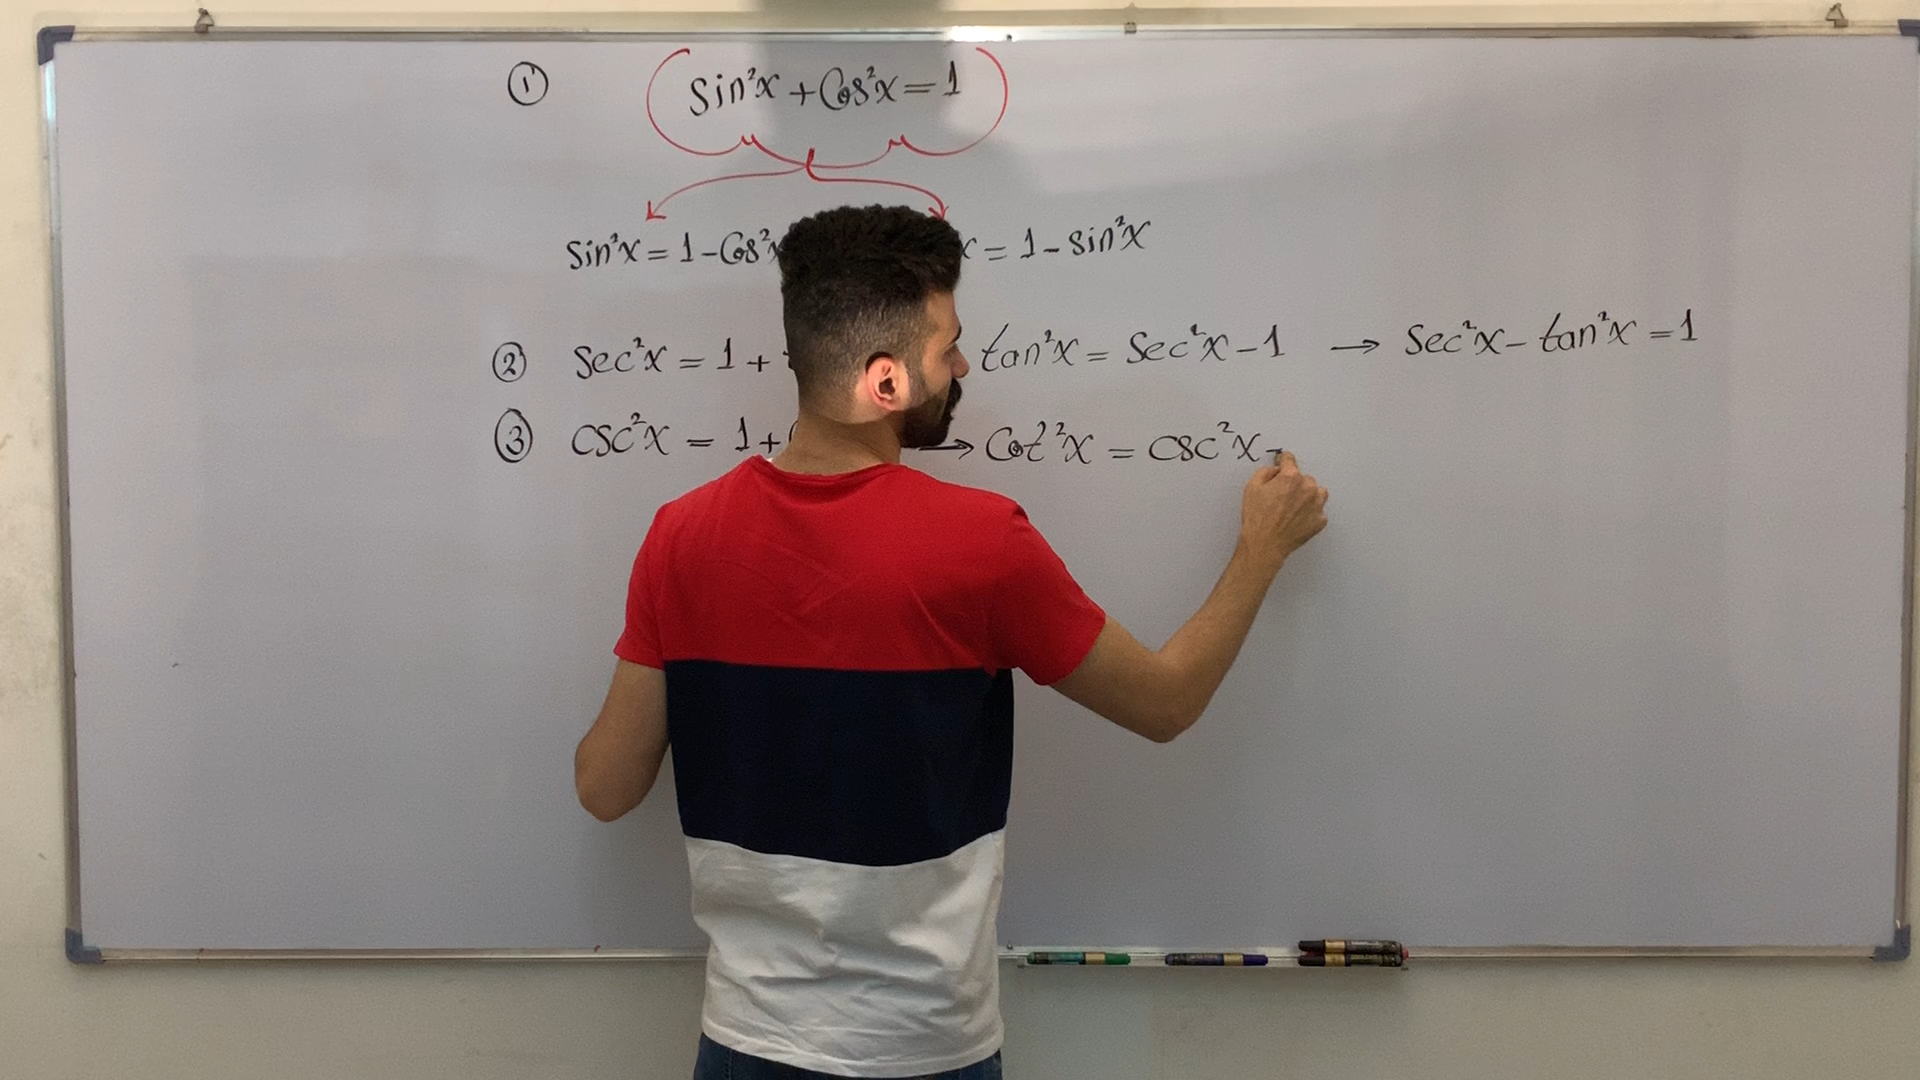 ① sin²x + Cos²x = 1
sin²x = 1 - Cos²x = 1 - sin²x
② Sec²x = 1 + tan²x = Sec²x - 1 → Sec²x - tan²x = 1
③ CSC²x = 1 + → Cot²x = CSC²x -